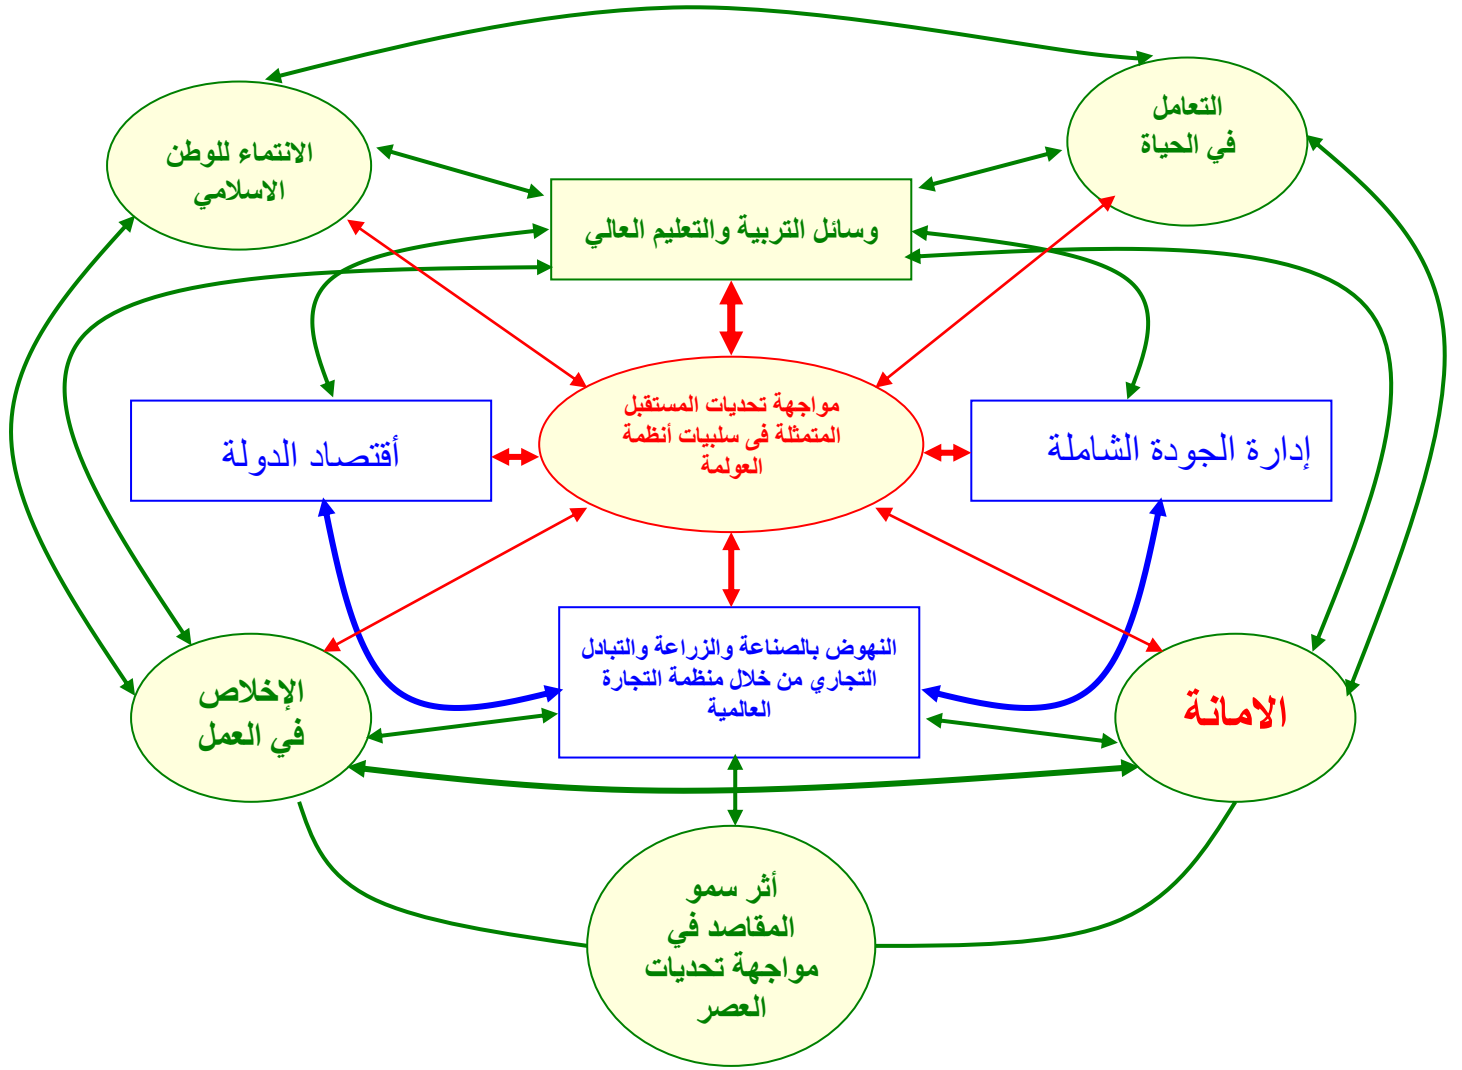 التعامل
في الحياة
الانتماء للوطن
الاسلامي
وسائل التربية والتعليم العالي
مواجهة تحديات المستقبل
المتمثلة فى سلبيات أنظمة
العولمة
إدارة الجودة الشاملة
أقتصاد الدولة
النهوض بالصناعة والزراعة والتبادل
التجاري من خلال منظمة التجارة
العالمية
الامانة
الإخلاص
في العمل
أثر سمو
المقاصد في
مواجهة تحديات
العصر